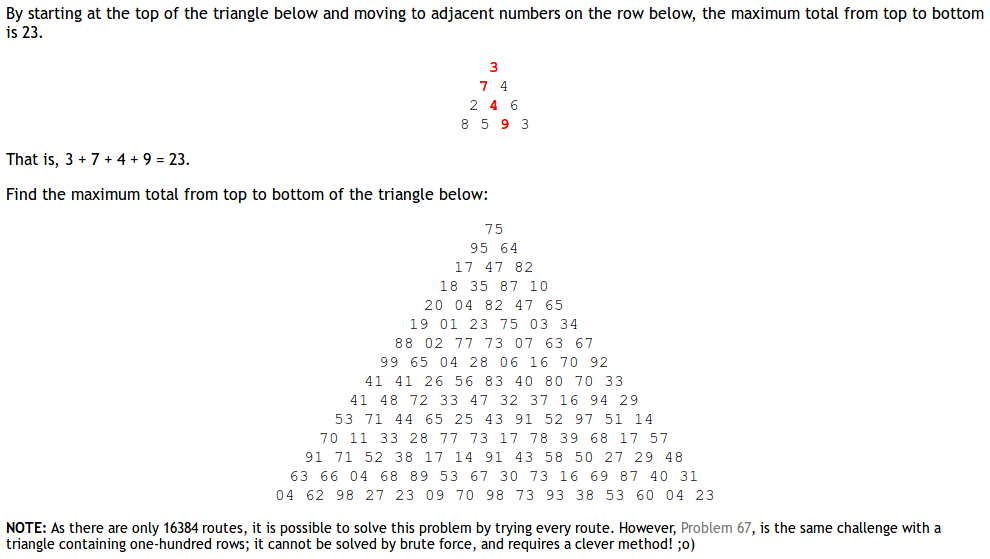 By starting at the top of the triangle below and moving to adjacent numbers on the row below, the maximum total from top to bottom
is 23.
3
7 4
2 4 6
8 5 9 3
That is, 3 + 7 + 4 + 9 = 23.
Find the maximum total from top to bottom of the triangle below:
75
95 64
17 47 82
18 35 87 10
20 04 82 47 65
19 01 23 75 03 34
88 02 77 73 07 63 67
99 65 04 28 06 16 70 92
41 41 26 56 83 40 80 70 33
41 48 72 33 47 32 37 16 94 29
53 71 44 65 25 43 91 52 97 51 14
70 11 33 28 77 73 17 78 39 68 17 57
91 71 52 38 17 14 91 43 58 50 27 29 48
63 66 04 68 89 53 67 30 73 16 69 87 40 31
04 62 98 27 23 09 70 98 73 93 38 53 60 04 23
NOTE: As there are only 16384 routes, it is possible to solve this problem by trying every route. However, Problem 67, is the same challenge with a
triangle containing one-hundred rows; it cannot be solved by brute force, and requires a clever method! ;o)